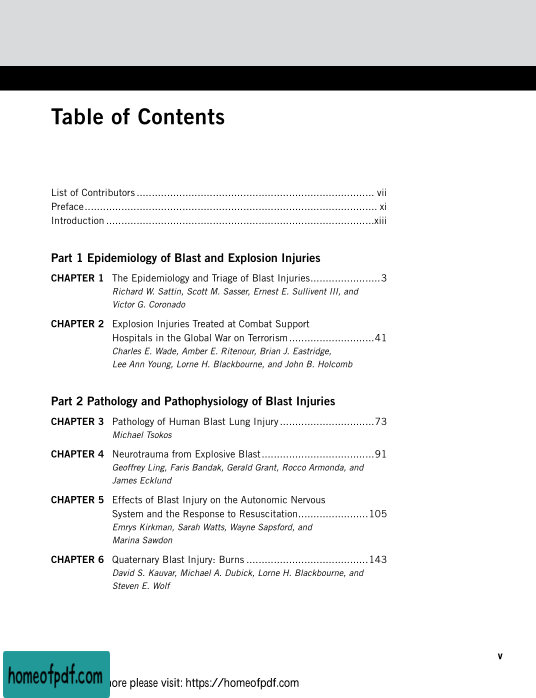 Table of Contents
List of Contributors.............................................................................. vii
Preface................................................................................................ xi
Introduction........................................................................................xiii
Part 1 Epidemiology of Blast and Explosion Injuries
CHAPTER 1 The Epidemiology and Triage of Blast Injuries.......................3
Richard W. Sattin, Scott M. Sasser, Ernest E. Sullivent III, and
Victor G. Coronado
CHAPTER 2 Explosion Injuries Treated at Combat Support
Hospitals in the Global War on Terrorism............................41
Charles E. Wade, Amber E. Ritenour, Brian J. Eastridge,
Lee Ann Young, Lorne H. Blackbourne, and John B. Holcomb
Part 2 Pathology and Pathophysiology of Blast Injuries
CHAPTER 3 Pathology of Human Blast Lung Injury...............................73
Michael Tsokos
CHAPTER 4 Neurotrauma from Explosive Blast.....................................91
Geoffrey Ling, Faris Bandak, Gerald Grant, Rocco Armonda, and
James Ecklund
CHAPTER 5 Effects of Blast Injury on the Autonomic Nervous
System and the Response to Resuscitation.......................105
Emrys Kirkman, Sarah Watts, Wayne Sapsford, and
Marina Sawdon
CHAPTER 6 Quaternary Blast Injury: Burns........................................143
David S. Kauvar, Michael A. Dubick, Lorne H. Blackbourne, and
Steven E. Wolf
v
homeofpdf.com
please visit: https://homeofpdf.com